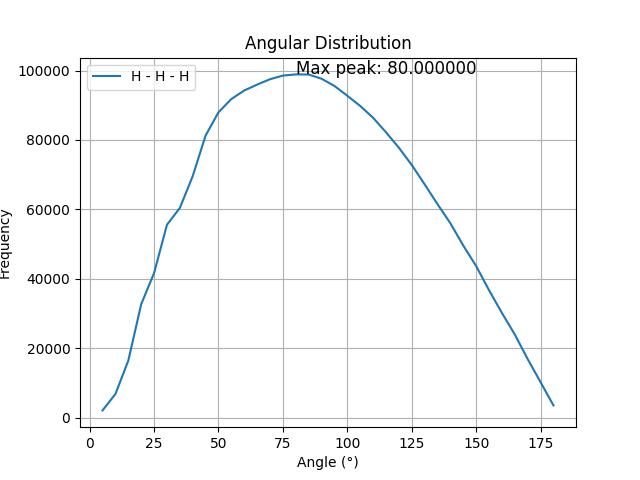 Angular Distribution
Max peak: 80.000000
H - H - H
100000
80000
60000
40000
20000
0
Frequency
0 25 50 75 100 125 150 175
Angle (°)